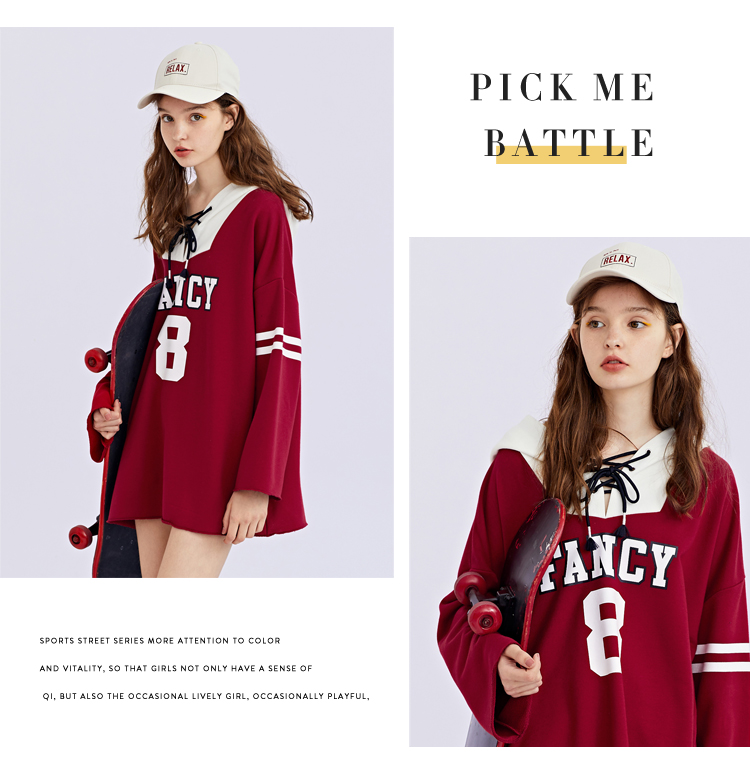 PICK ME
BATTLE
RELAX.
FANCY
8
RELAX.
FANCY
8
SPORTS STREET SERIES MORE ATTENTION TO COLOR
AND VITALITY, SO THAT GIRLS NOT ONLY HAVE A SENSE OF
QI, BUT ALSO THE OCCASIONAL LIVELY GIRL, OCCASIONALLY PLAYFUL,